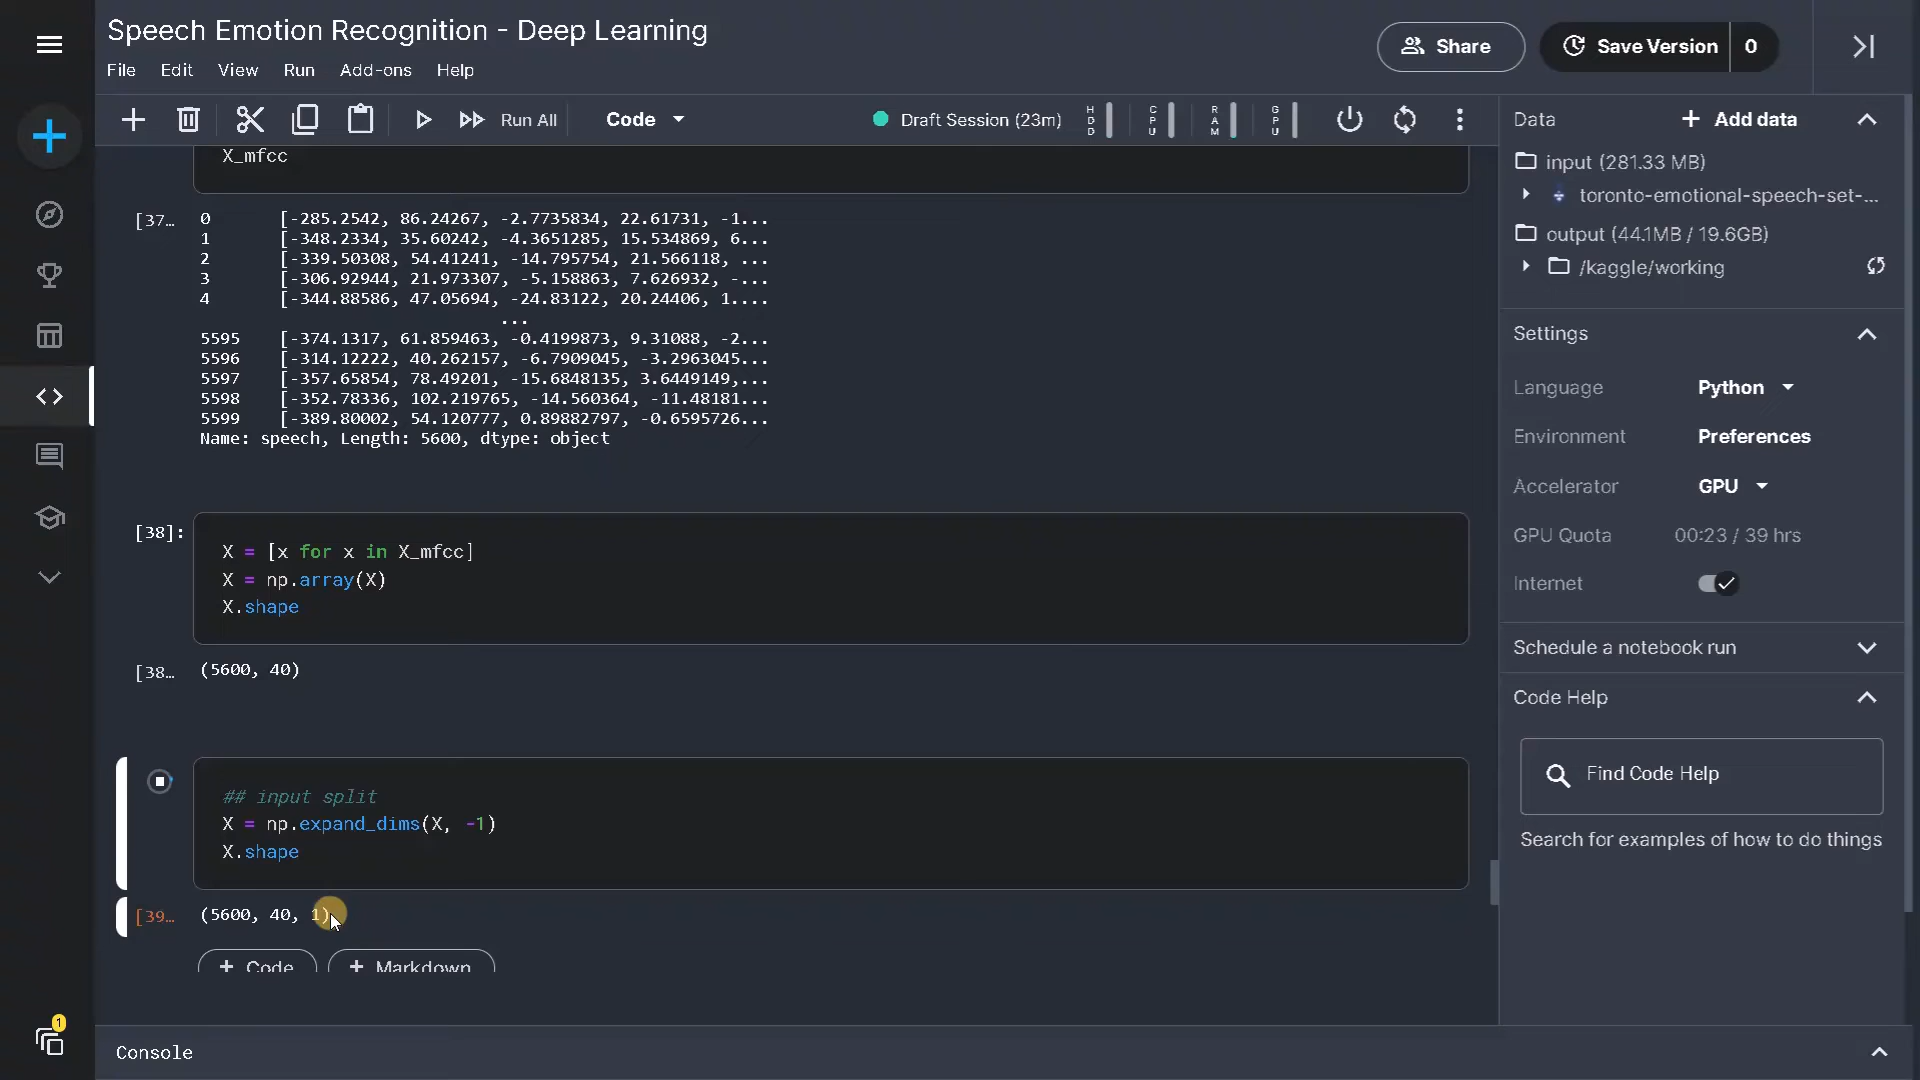 Speech Emotion Recognition - Deep Learning
Share
Save Version
0
File Edit View Run Add-ons Help
Run All
Code
Draft Session (23m)
HDD
CPU
RAM
GPU
X_mfcc
[37...
0 [-285.2542, 86.24267, -2.7735834, 22.61731, -1...
1 [-348.2334, 35.60242, -4.3651285, 15.534869, 6...
2 [-339.50308, 54.41241, -14.795754, 21.566118, ...
3 [-306.92944, 21.973307, -5.158863, 7.626932, -...
4 [-344.88586, 47.05694, -24.83122, 20.24406, 1....
...
5595 [-374.1317, 61.859463, -0.4199873, 9.31088, -2...
5596 [-314.12222, 40.262157, -6.7909045, -3.2963045...
5597 [-357.65854, 78.49201, -15.6848135, 3.6449149,...
5598 [-352.78336, 102.219765, -14.560364, -11.48181...
5599 [-389.80002, 54.120777, 0.89882797, -0.6595726...
Name: speech, Length: 5600, dtype: object
[38]:
X = [x for x in X_mfcc]
X = np.array(X)
X.shape
[38...
(5600, 40)
## input split
X = np.expand_dims(X, -1)
X.shape
[39...
(5600, 40, 1)
+ Code
+ Markdown
Console
1
Data
+ Add data
input (281.33 MB)
toronto-emotional-speech-set-...
output (44.1MB / 19.6GB)
/kaggle/working
Settings
Language Python
Environment Preferences
Accelerator GPU
GPU Quota 00:23 / 39 hrs
Internet
Schedule a notebook run
Code Help
Find Code Help
Search for examples of how to do things